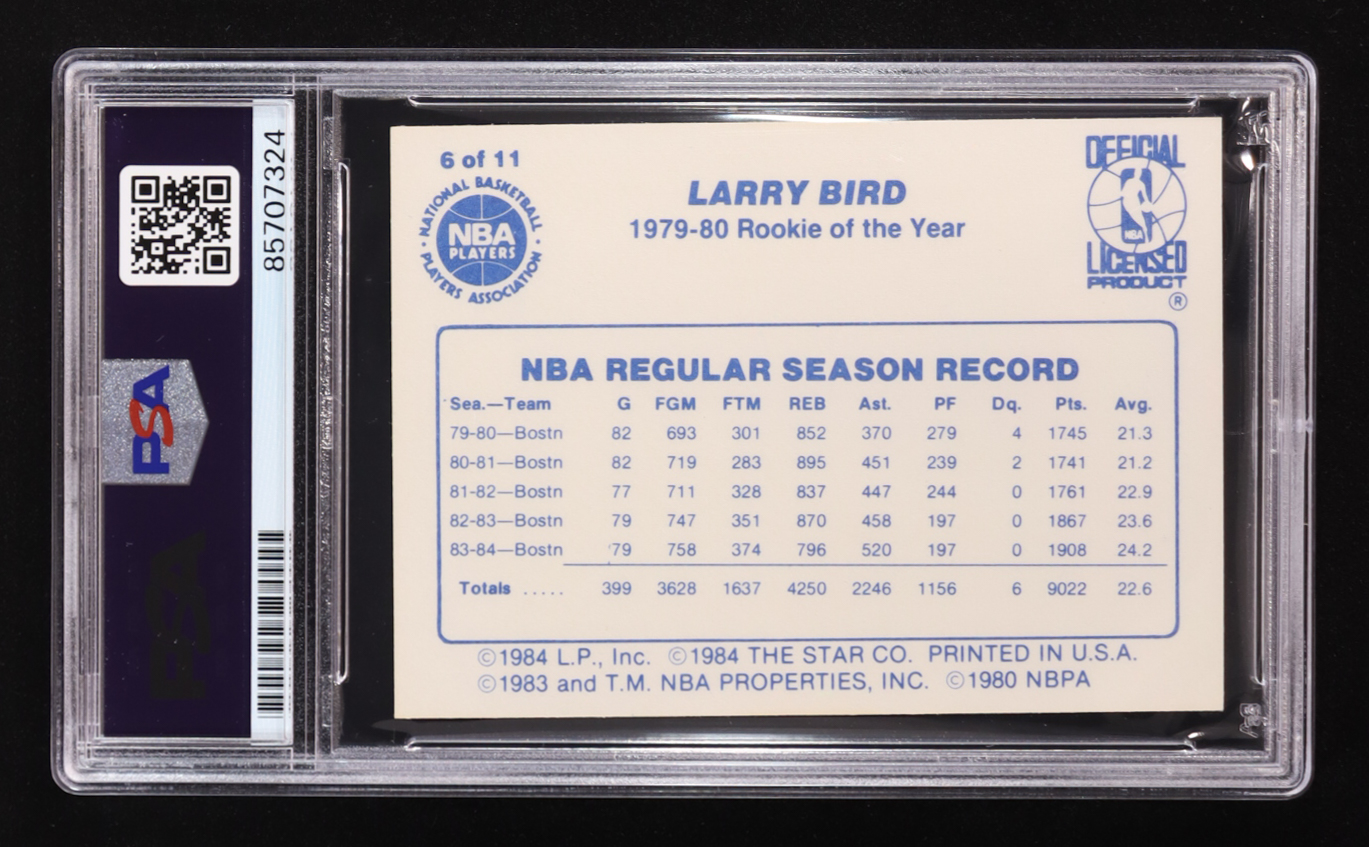 85707324
PSA
PSA
6 of 11
NATIONAL BASKETBALL
NBA
PLAYERS
PLAYERS ASSOCIATION
LARRY BIRD
1979-80 Rookie of the Year
OFFICIAL
NBA
LICENSED
PRODUCT
®
NBA REGULAR SEASON RECORD
Sea.—Team G FGM FTM REB Ast. PF Dq. Pts. Avg.
79-80—Bostn 82 693 301 852 370 279 4 1745 21.3
80-81—Bostn 82 719 283 895 451 239 2 1741 21.2
81-82—Bostn 77 711 328 837 447 244 0 1761 22.9
82-83—Bostn 79 747 351 870 458 197 0 1867 23.6
83-84—Bostn 79 758 374 796 520 197 0 1908 24.2
Totals ..... 399 3628 1637 4250 2246 1156 6 9022 22.6
©1984 L.P., Inc. ©1984 THE STAR CO. PRINTED IN U.S.A.
©1983 and T.M. NBA PROPERTIES, INC. ©1980 NBPA